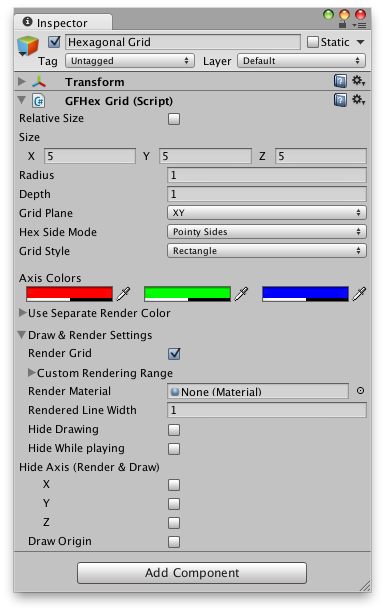 Inspector
Hexagonal Grid Static
Tag Untagged Layer Default
Transform
GFHex Grid (Script)
Relative Size
Size
X 5 Y 5 Z 5
Radius 1
Depth 1
Grid Plane XY
Hex Side Mode Pointy Sides
Grid Style Rectangle
Axis Colors
Use Separate Render Color
Draw & Render Settings
Render Grid
Custom Rendering Range
Render Material None (Material)
Rendered Line Width 1
Hide Drawing
Hide While playing
Hide Axis (Render & Draw)
X
Y
Z
Draw Origin
Add Component